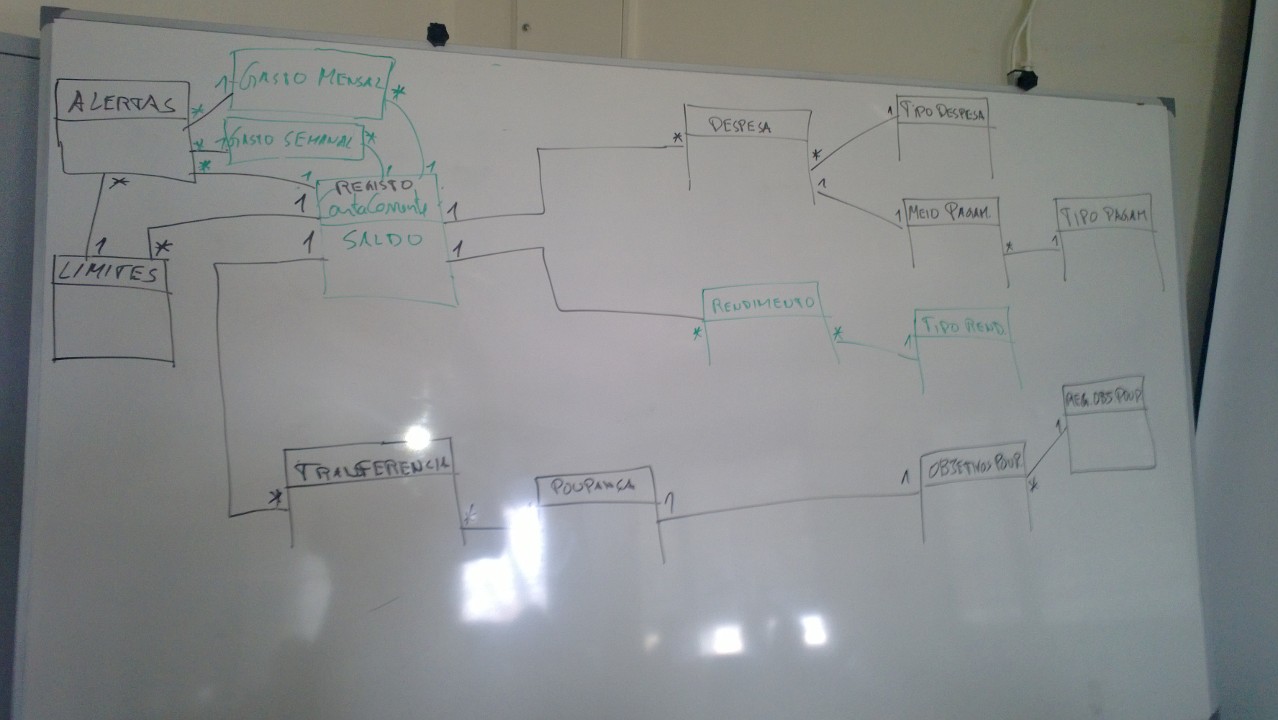 GASTO MENSAL
ALERTAS
1
*
*
GASTO SEMANAL
*
1
*
*
*
1
1
REGISTO
ContaCorrente
SALDO
1
1
1
1
*
1
LIMITES
*
DESPESA
*
*
1
1
TIPO DESPESA
1
MEIO PAGAM.
*
1
TIPO PAGAM.
RENDIMENTO
*
*
1
TIPO REND.
TRANSFERENCIA
*
*
POUPANÇA
1
1
OBJETIVOS POUP.
*
1
REG. OBJ POUP.